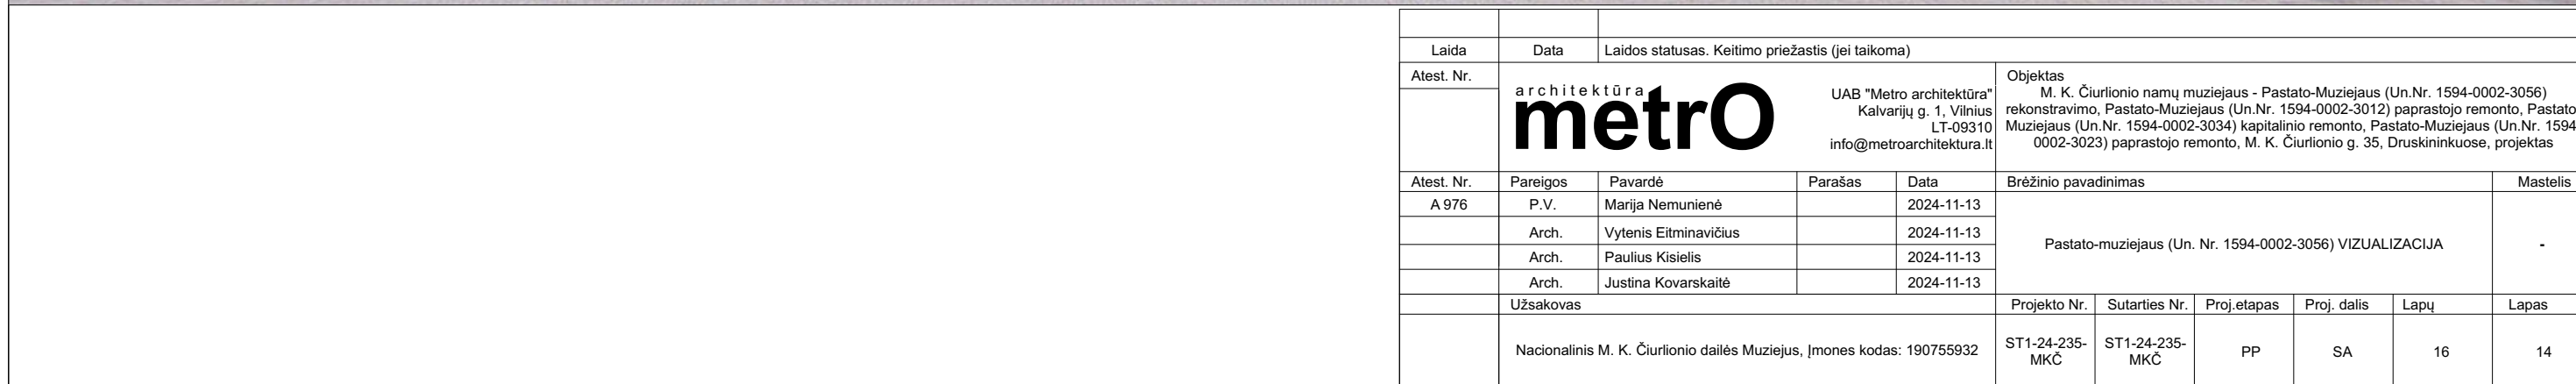 Laida Data Laidos statusas. Keitimo priežastis (jei taikoma)
Atest. Nr.
architektūra
metrO
UAB "Metro architektūra"
Kalvarijų g. 1, Vilnius
LT-09310
info@metroarchitektura.lt
Objektas
M. K. Čiurlionio namų muziejaus - Pastato-Muziejaus (Un.Nr. 1594-0002-3056)
rekonstravimo, Pastato-Muziejaus (Un.Nr. 1594-0002-3012) paprastojo remonto, Pastato
Muziejaus (Un.Nr. 1594-0002-3034) kapitalinio remonto, Pastato-Muziejaus (Un.Nr. 1594
0002-3023) paprastojo remonto, M. K. Čiurlionio g. 35, Druskininkuose, projektas
Atest. Nr. Pareigos Pavardė Parašas Data Brėžinio pavadinimas Mastelis
A 976 P.V. Marija Nemunienė 2024-11-13
Arch. Vytenis Eitminavičius 2024-11-13
Pastato-muziejaus (Un. Nr. 1594-0002-3056) VIZUALIZACIJA -
Arch. Paulius Kisielis 2024-11-13
Arch. Justina Kovarskaitė 2024-11-13
Užsakovas Projekto Nr. Sutarties Nr. Proj.etapas Proj. dalis Lapų Lapas
Nacionalinis M. K. Čiurlionio dailės Muziejus, Įmones kodas: 190755932 ST1-24-235-MKČ ST1-24-235-MKČ PP SA 16 14